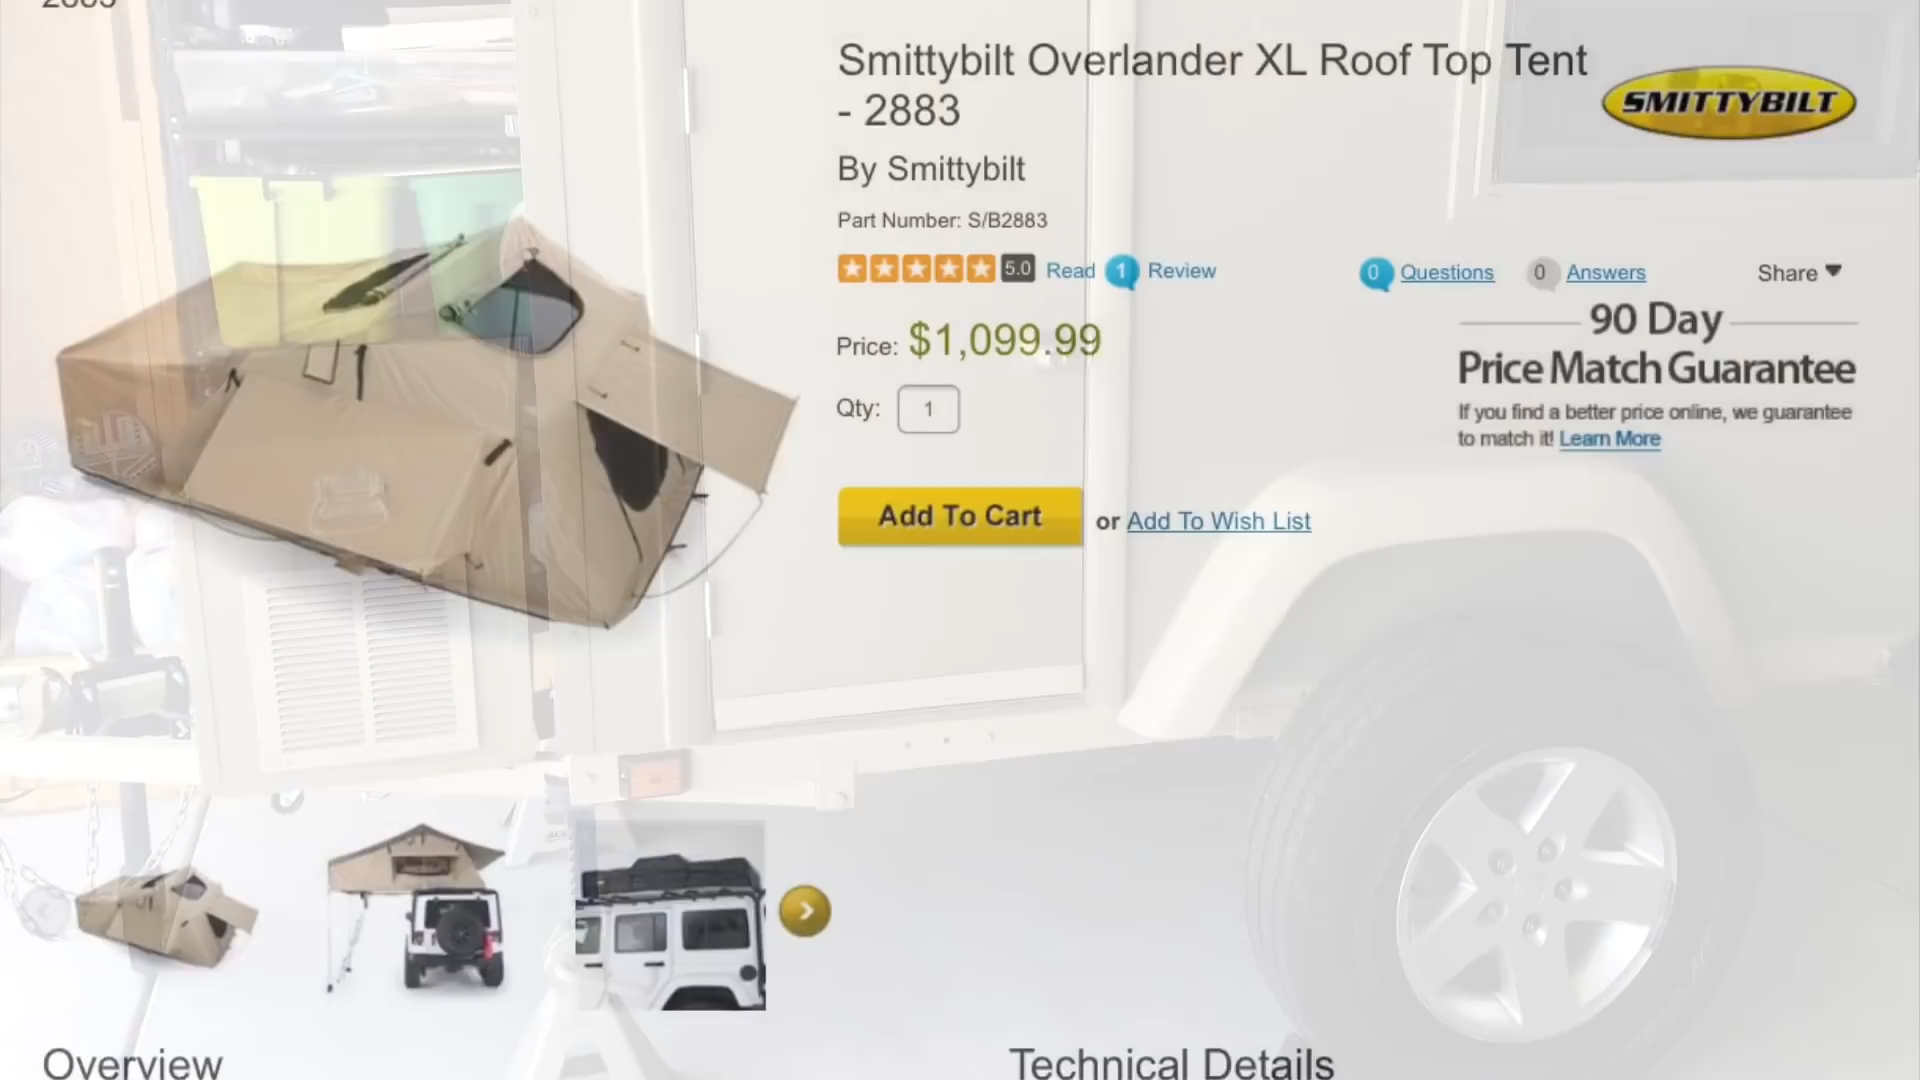 Smittybilt Overlander XL Roof Top Tent
- 2883
SMITTYBILT
By Smittybilt
Part Number: S/B2883
5.0 Read 1 Review
0 Questions 0 Answers Share
Price: $1,099.99
90 Day
Price Match Guarantee
If you find a better price online, we guarantee
to match it! Learn More
Qty: 1
Add To Cart or Add To Wish List
Overview
Technical Details